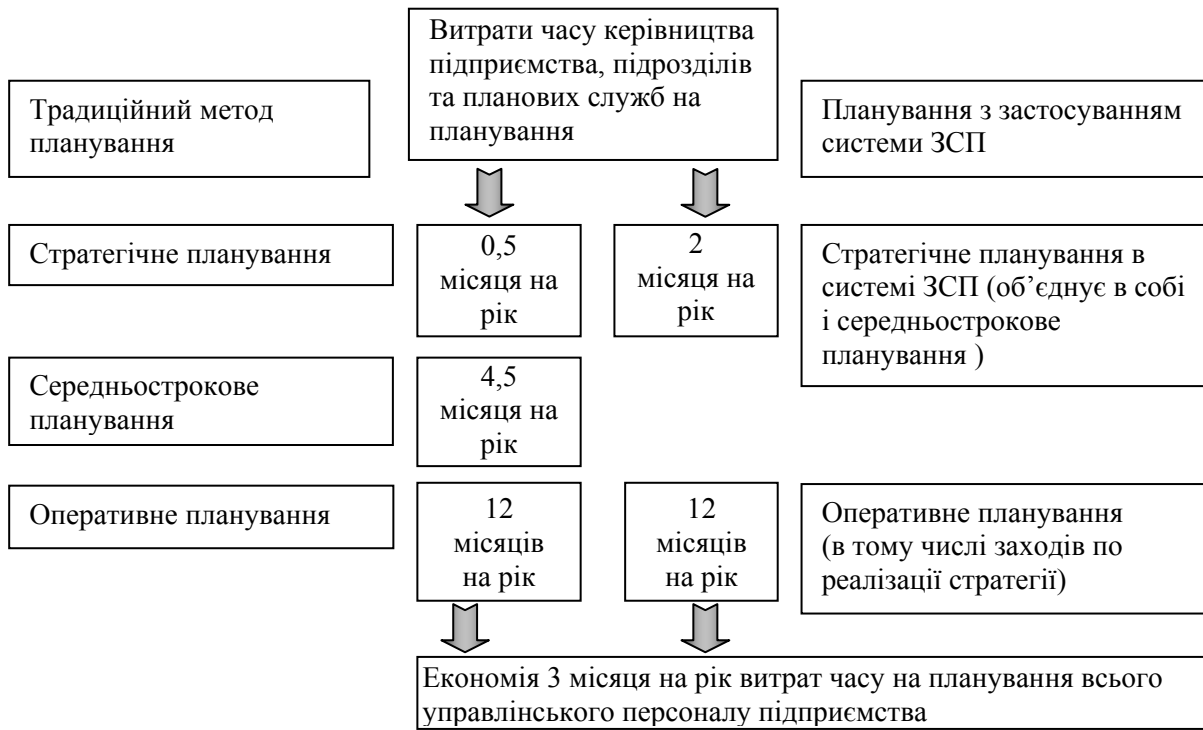 Витрати часу керівництва
підприємства, підрозділів
та планових служб на
планування
Традиційний метод
планування
Планування з застосуванням
системи ЗСП
Стратегічне планування
0,5
місяця на
рік
2
місяця на
рік
Стратегічне планування в
системі ЗСП (об’єднує в собі
і середньострокове
планування )
Середньострокове
планування
4,5
місяця на
рік
Оперативне планування
12
місяців
на рік
12
місяців
на рік
Оперативне планування
(в тому числі заходів по
реалізації стратегії)
Економія 3 місяця на рік витрат часу на планування всього
управлінського персоналу підприємства